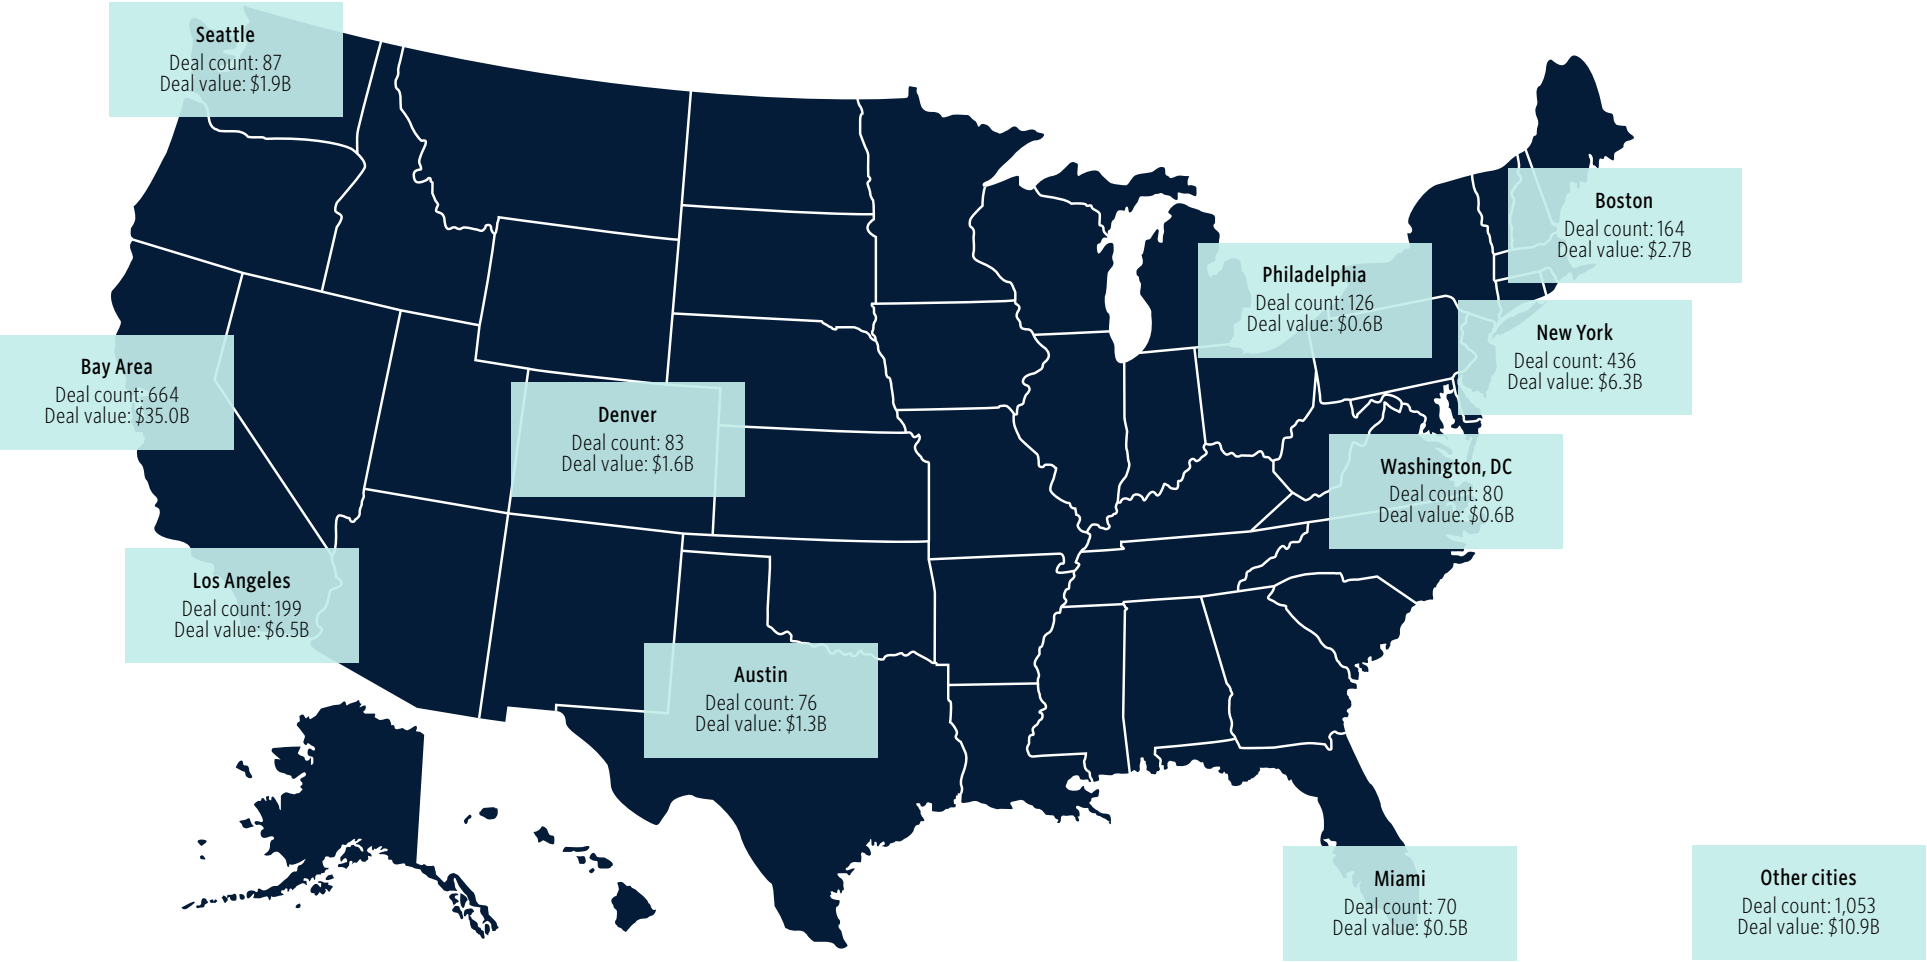 Seattle
Deal count: 87
Deal value: $1.9B
Boston
Deal count: 164
Deal value: $2.7B
Philadelphia
Deal count: 126
Deal value: $0.6B
New York
Deal count: 436
Deal value: $6.3B
Bay Area
Deal count: 664
Deal value: $35.0B
Denver
Deal count: 83
Deal value: $1.6B
Washington, DC
Deal count: 80
Deal value: $0.6B
Los Angeles
Deal count: 199
Deal value: $6.5B
Austin
Deal count: 76
Deal value: $1.3B
Miami
Deal count: 70
Deal value: $0.5B
Other cities
Deal count: 1,053
Deal value: $10.9B